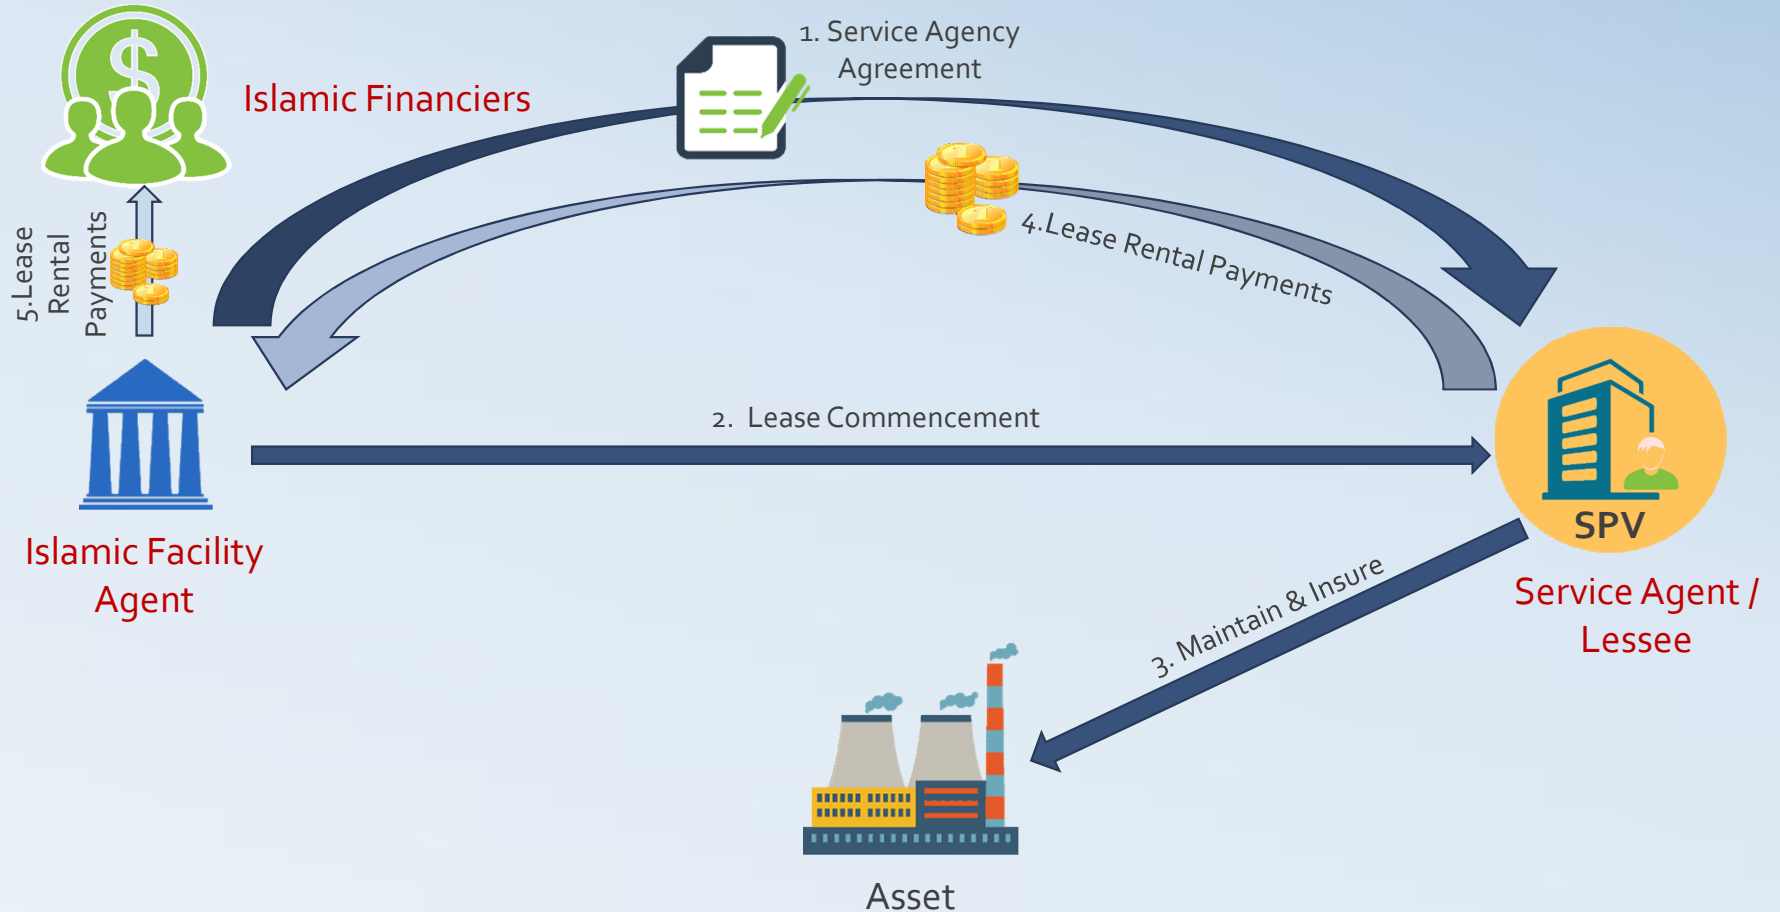 1. Service Agency
Agreement
Islamic Financiers
5.Lease
Rental
Payments
4.Lease Rental Payments
2. Lease Commencement
SPV
Islamic Facility
Agent
Service Agent /
Lessee
3. Maintain & Insure
Asset